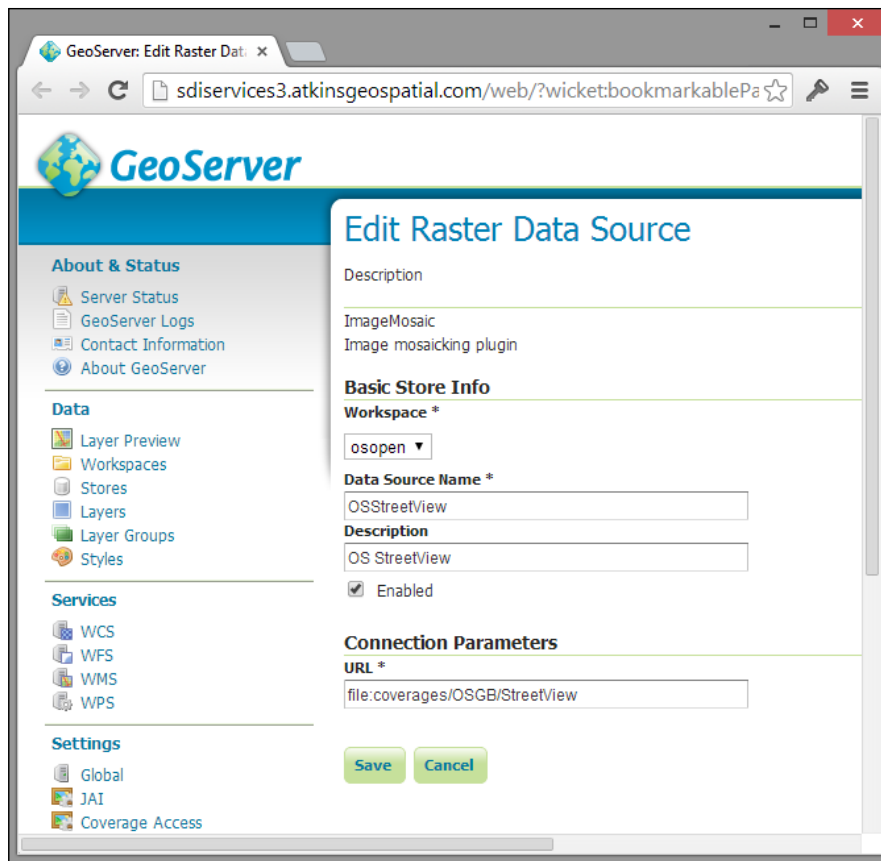 GeoServer: Edit Raster Dat
sdiservices3.atkinsgeospatial.com/web/?wicket:bookmarkablePa
GeoServer
About & Status
Server Status
GeoServer Logs
Contact Information
About GeoServer
Data
Layer Preview
Workspaces
Stores
Layers
Layer Groups
Styles
Services
WCS
WFS
WMS
WPS
Settings
Global
JAI
Coverage Access
Edit Raster Data Source
Description
ImageMosaic
Image mosaicking plugin
Basic Store Info
Workspace *
osopen
Data Source Name *
OSStreetView
Description
OS StreetView
Enabled
Connection Parameters
URL *
file:coverages/OSGB/StreetView
Save Cancel